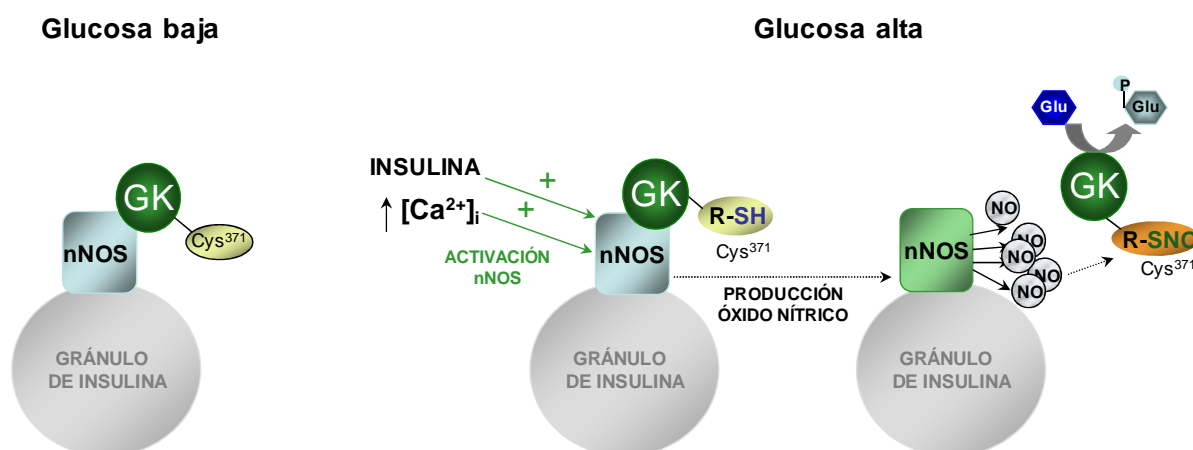 Glucosa baja
Glucosa alta
GK
Cys³⁷¹
nNOS
GRÁNULO
DE INSULINA
INSULINA
↑ [Ca²⁺]i
+
+
ACTIVACIÓN
nNOS
GK
R-SH
Cys³⁷¹
nNOS
GRÁNULO
DE INSULINA
PRODUCCIÓN
ÓXIDO NÍTRICO
nNOS
NO
NO
NO
NO
NO
GRÁNULO
DE INSULINA
Glu
P
Glu
GK
R-SNO
Cys³⁷¹